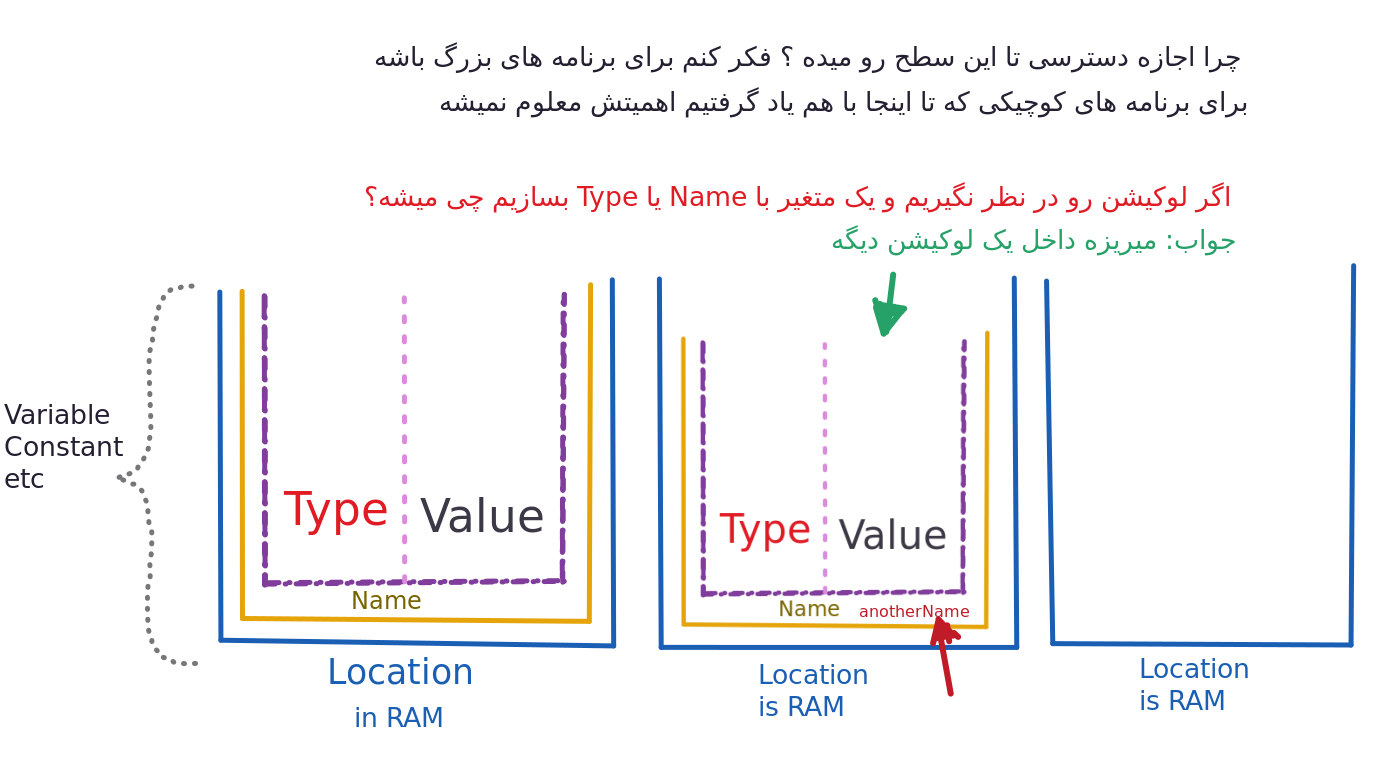 چرا اجازه دسترسی تا این سطح رو میده ؟ فکر کنم برای برنامه های بزرگ باشه
برای برنامه های کوچیکی که تا اینجا با هم یاد گرفتیم اهمیتش معلوم نمیشه
اگر لوکیشن رو در نظر نگیریم و یک متغیر با Name یا Type بسازیم چی میشه؟
جواب: میریزه داخل یک لوکیشن دیگه
Variable
Constant
etc
Type
Value
Name
Location
in RAM
Type
Value
Name
anotherName
Location
is RAM
Location
is RAM